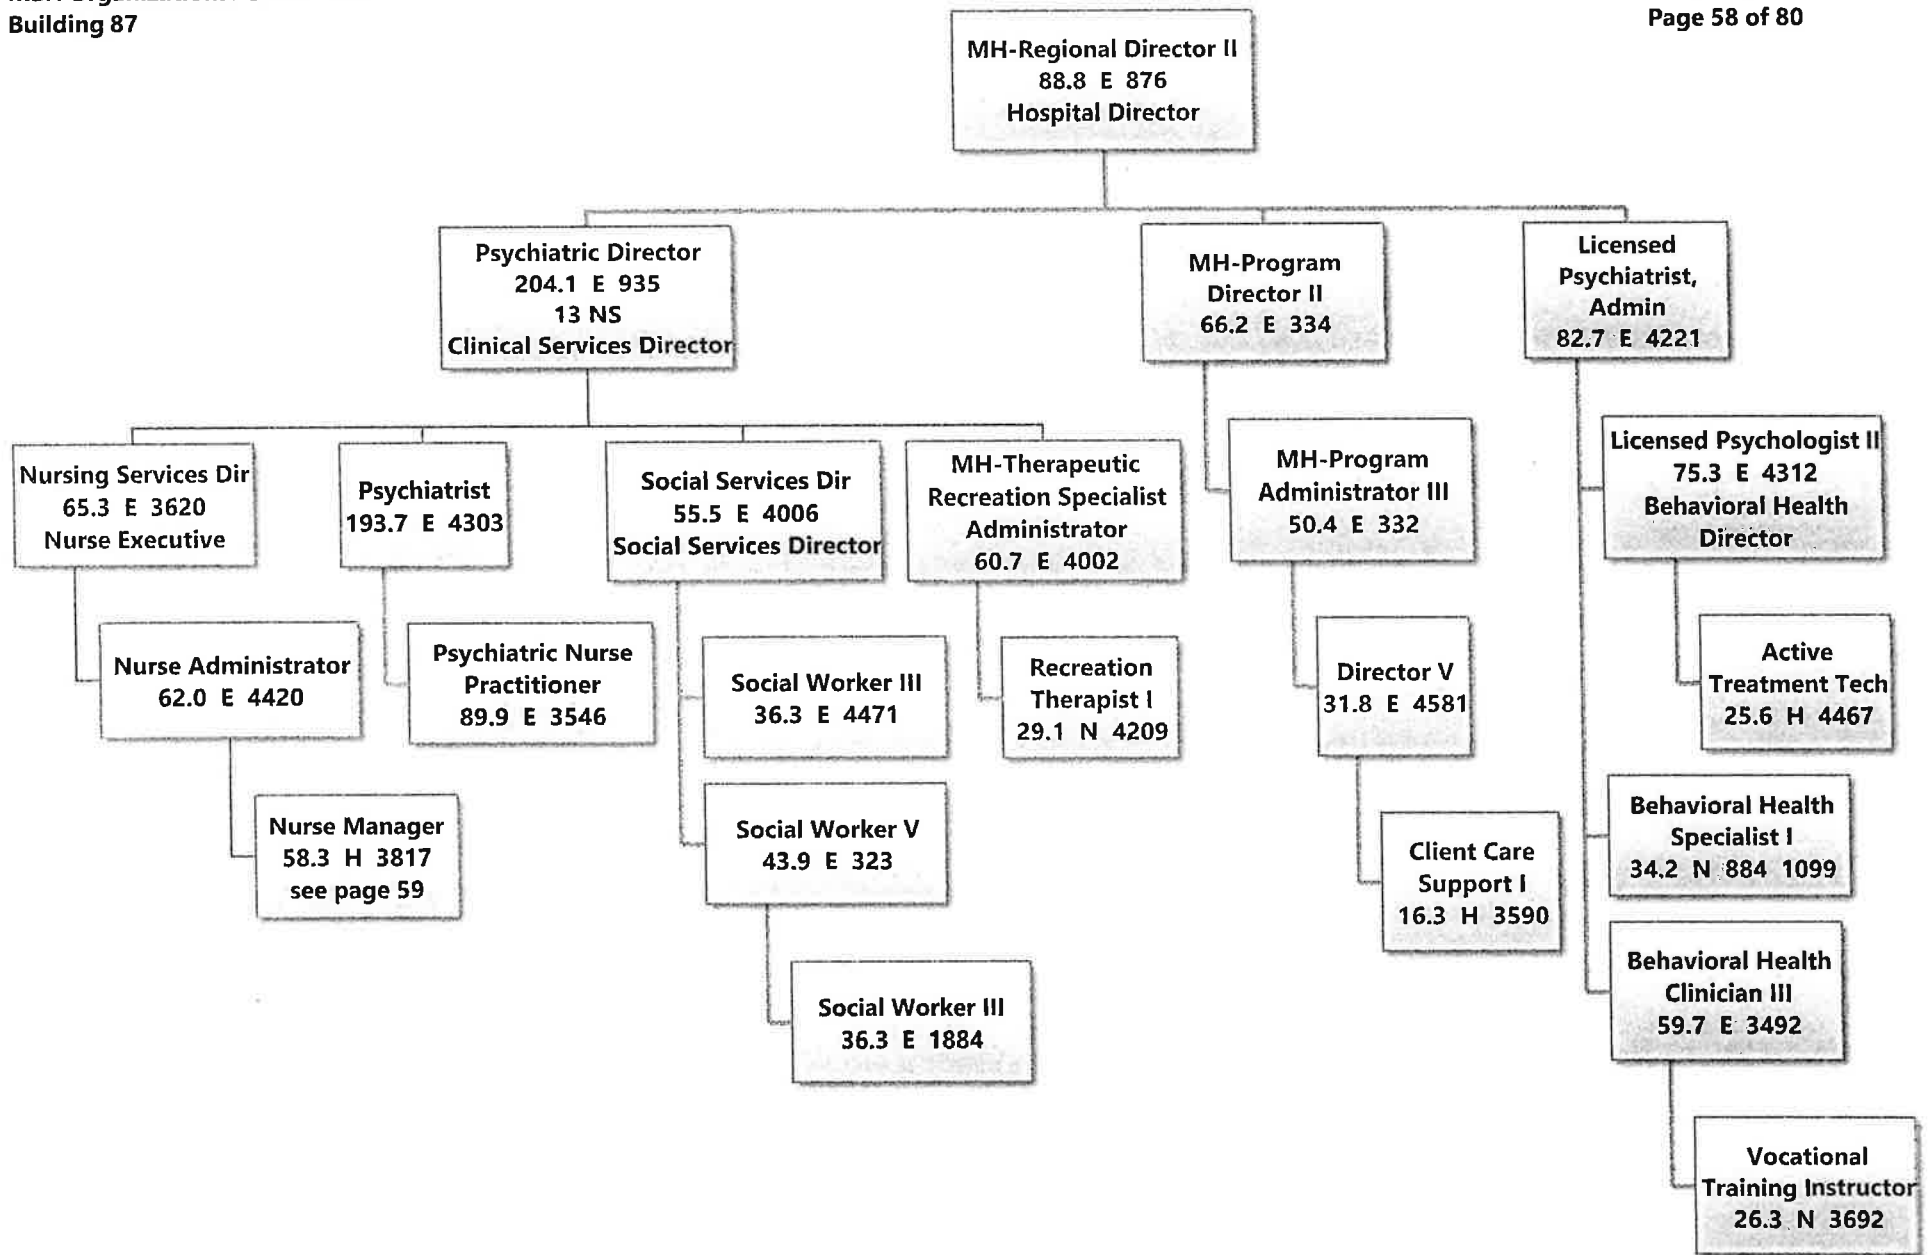 Building 87
Page 58 of 80
MH-Regional Director II
88.8 E 876
Hospital Director
Psychiatric Director
204.1 E 935
13 NS
Clinical Services Director
MH-Program
Director II
66.2 E 334
Licensed
Psychiatrist,
Admin
82.7 E 4221
Nursing Services Dir
65.3 E 3620
Nurse Executive
Psychiatrist
193.7 E 4303
Social Services Dir
55.5 E 4006
Social Services Director
MH-Therapeutic
Recreation Specialist
Administrator
60.7 E 4002
MH-Program
Administrator III
50.4 E 332
Licensed Psychologist II
75.3 E 4312
Behavioral Health
Director
Nurse Administrator
62.0 E 4420
Psychiatric Nurse
Practitioner
89.9 E 3546
Social Worker III
36.3 E 4471
Recreation
Therapist I
29.1 N 4209
Director V
31.8 E 4581
Active
Treatment Tech
25.6 H 4467
Nurse Manager
58.3 H 3817
see page 59
Social Worker V
43.9 E 323
Client Care
Support I
16.3 H 3590
Behavioral Health
Specialist I
34.2 N 884 1099
Social Worker III
36.3 E 1884
Behavioral Health
Clinician III
59.7 E 3492
Vocational
Training Instructor
26.3 N 3692